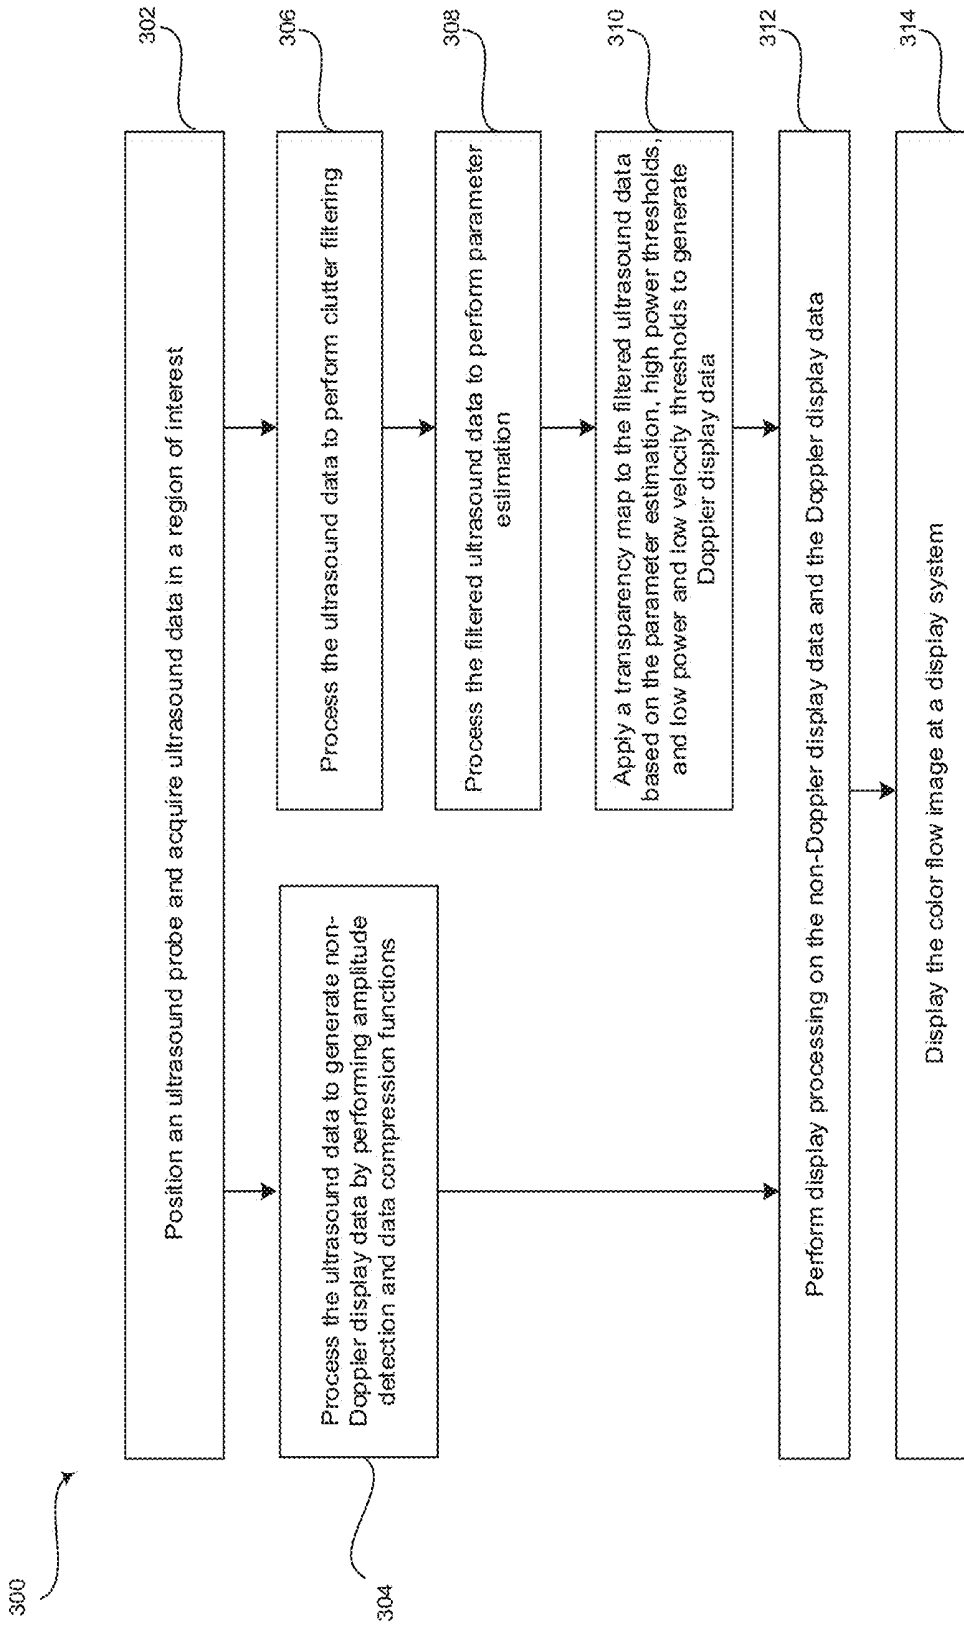 300
302
Position an ultrasound probe and acquire ultrasound data in a region of interest
304
Process the ultrasound data to generate non-
Doppler display data by performing amplitude
detection and data compression functions
306
Process the ultrasound data to perform clutter filtering
308
Process the filtered ultrasound data to perform parameter
estimation
310
Apply a transparency map to the filtered ultrasound data
based on the parameter estimation, high power thresholds,
and low power and low velocity thresholds to generate
Doppler display data
312
Perform display processing on the non-Doppler display data and the Doppler display data
314
Display the color flow image at a display system